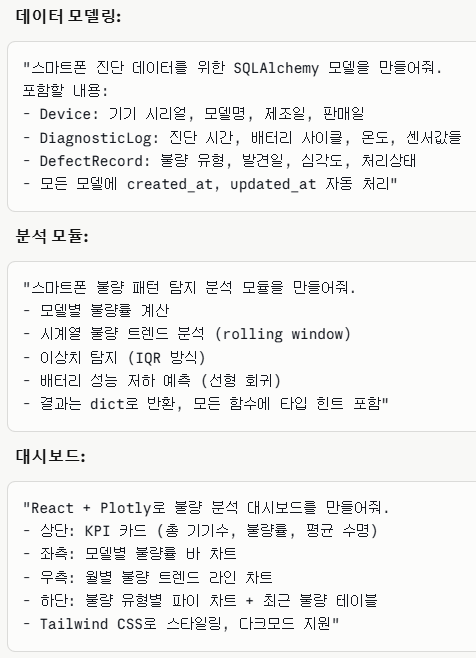 데이터 모델링:
"스마트폰 진단 데이터를 위한 SQLAlchemy 모델을 만들어줘.
포함할 내용:
- Device: 기기 시리얼, 모델명, 제조일, 판매일
- DiagnosticLog: 진단 시간, 배터리 사이클, 온도, 센서값들
- DefectRecord: 불량 유형, 발견일, 심각도, 처리상태
- 모든 모델에 created_at, updated_at 자동 처리"
분석 모듈:
"스마트폰 불량 패턴 탐지 분석 모듈을 만들어줘.
- 모델별 불량률 계산
- 시계열 불량 트렌드 분석 (rolling window)
- 이상치 탐지 (IQR 방식)
- 배터리 성능 저하 예측 (선형 회귀)
- 결과는 dict로 반환, 모든 함수에 타입 힌트 포함"
대시보드:
"React + Plotly로 불량 분석 대시보드를 만들어줘.
- 상단: KPI 카드 (총 기기수, 불량률, 평균 수명)
- 좌측: 모델별 불량률 바 차트
- 우측: 월별 불량 트렌드 라인 차트
- 하단: 불량 유형별 파이 차트 + 최근 불량 테이블
- Tailwind CSS로 스타일링, 다크모드 지원"